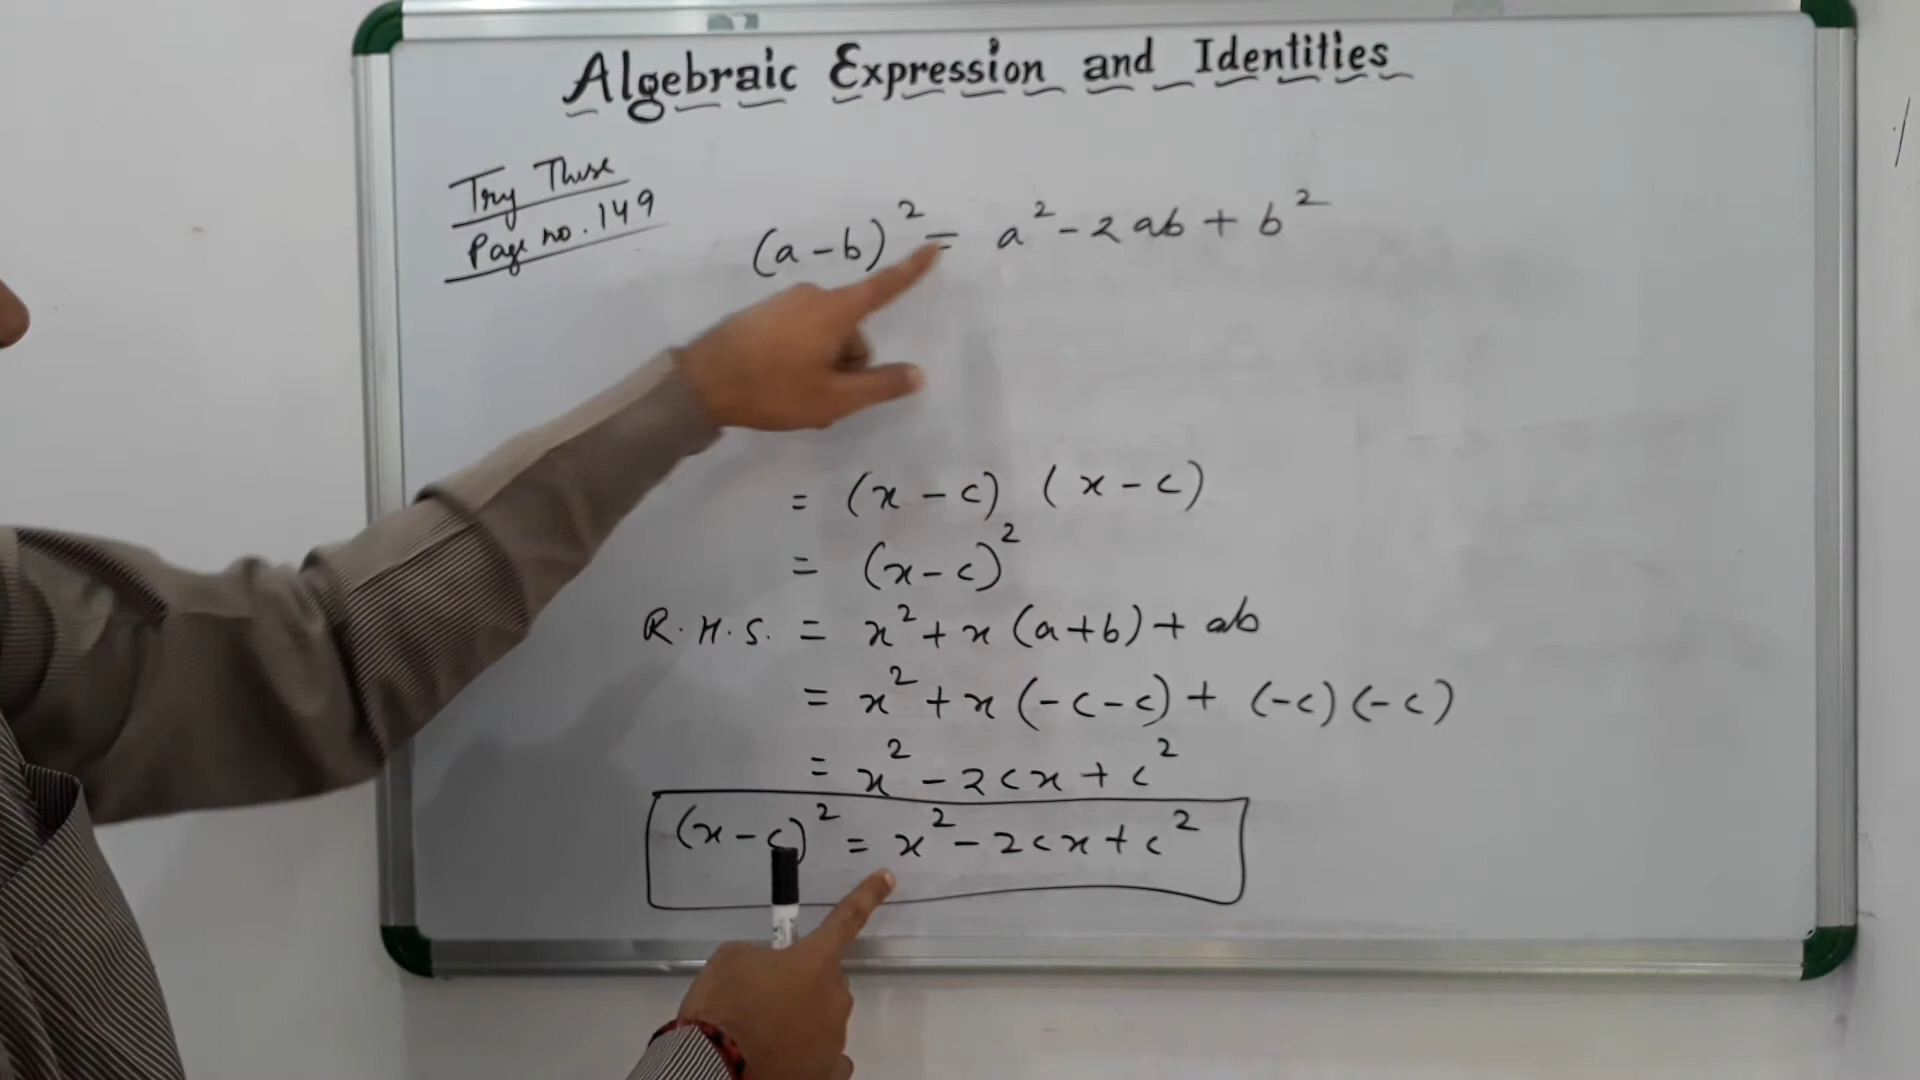 Algebraic Expression and Identities
Try These
Page no. 149
(a-b)² = a² - 2ab + b²
= (x - c) (x - c)
= (x - c)²
R.H.S. = x² + x (a+b) + ab
= x² + x (-c-c) + (-c) (-c)
= x² - 2cx + c²
(x - c)² = x² - 2cx + c²